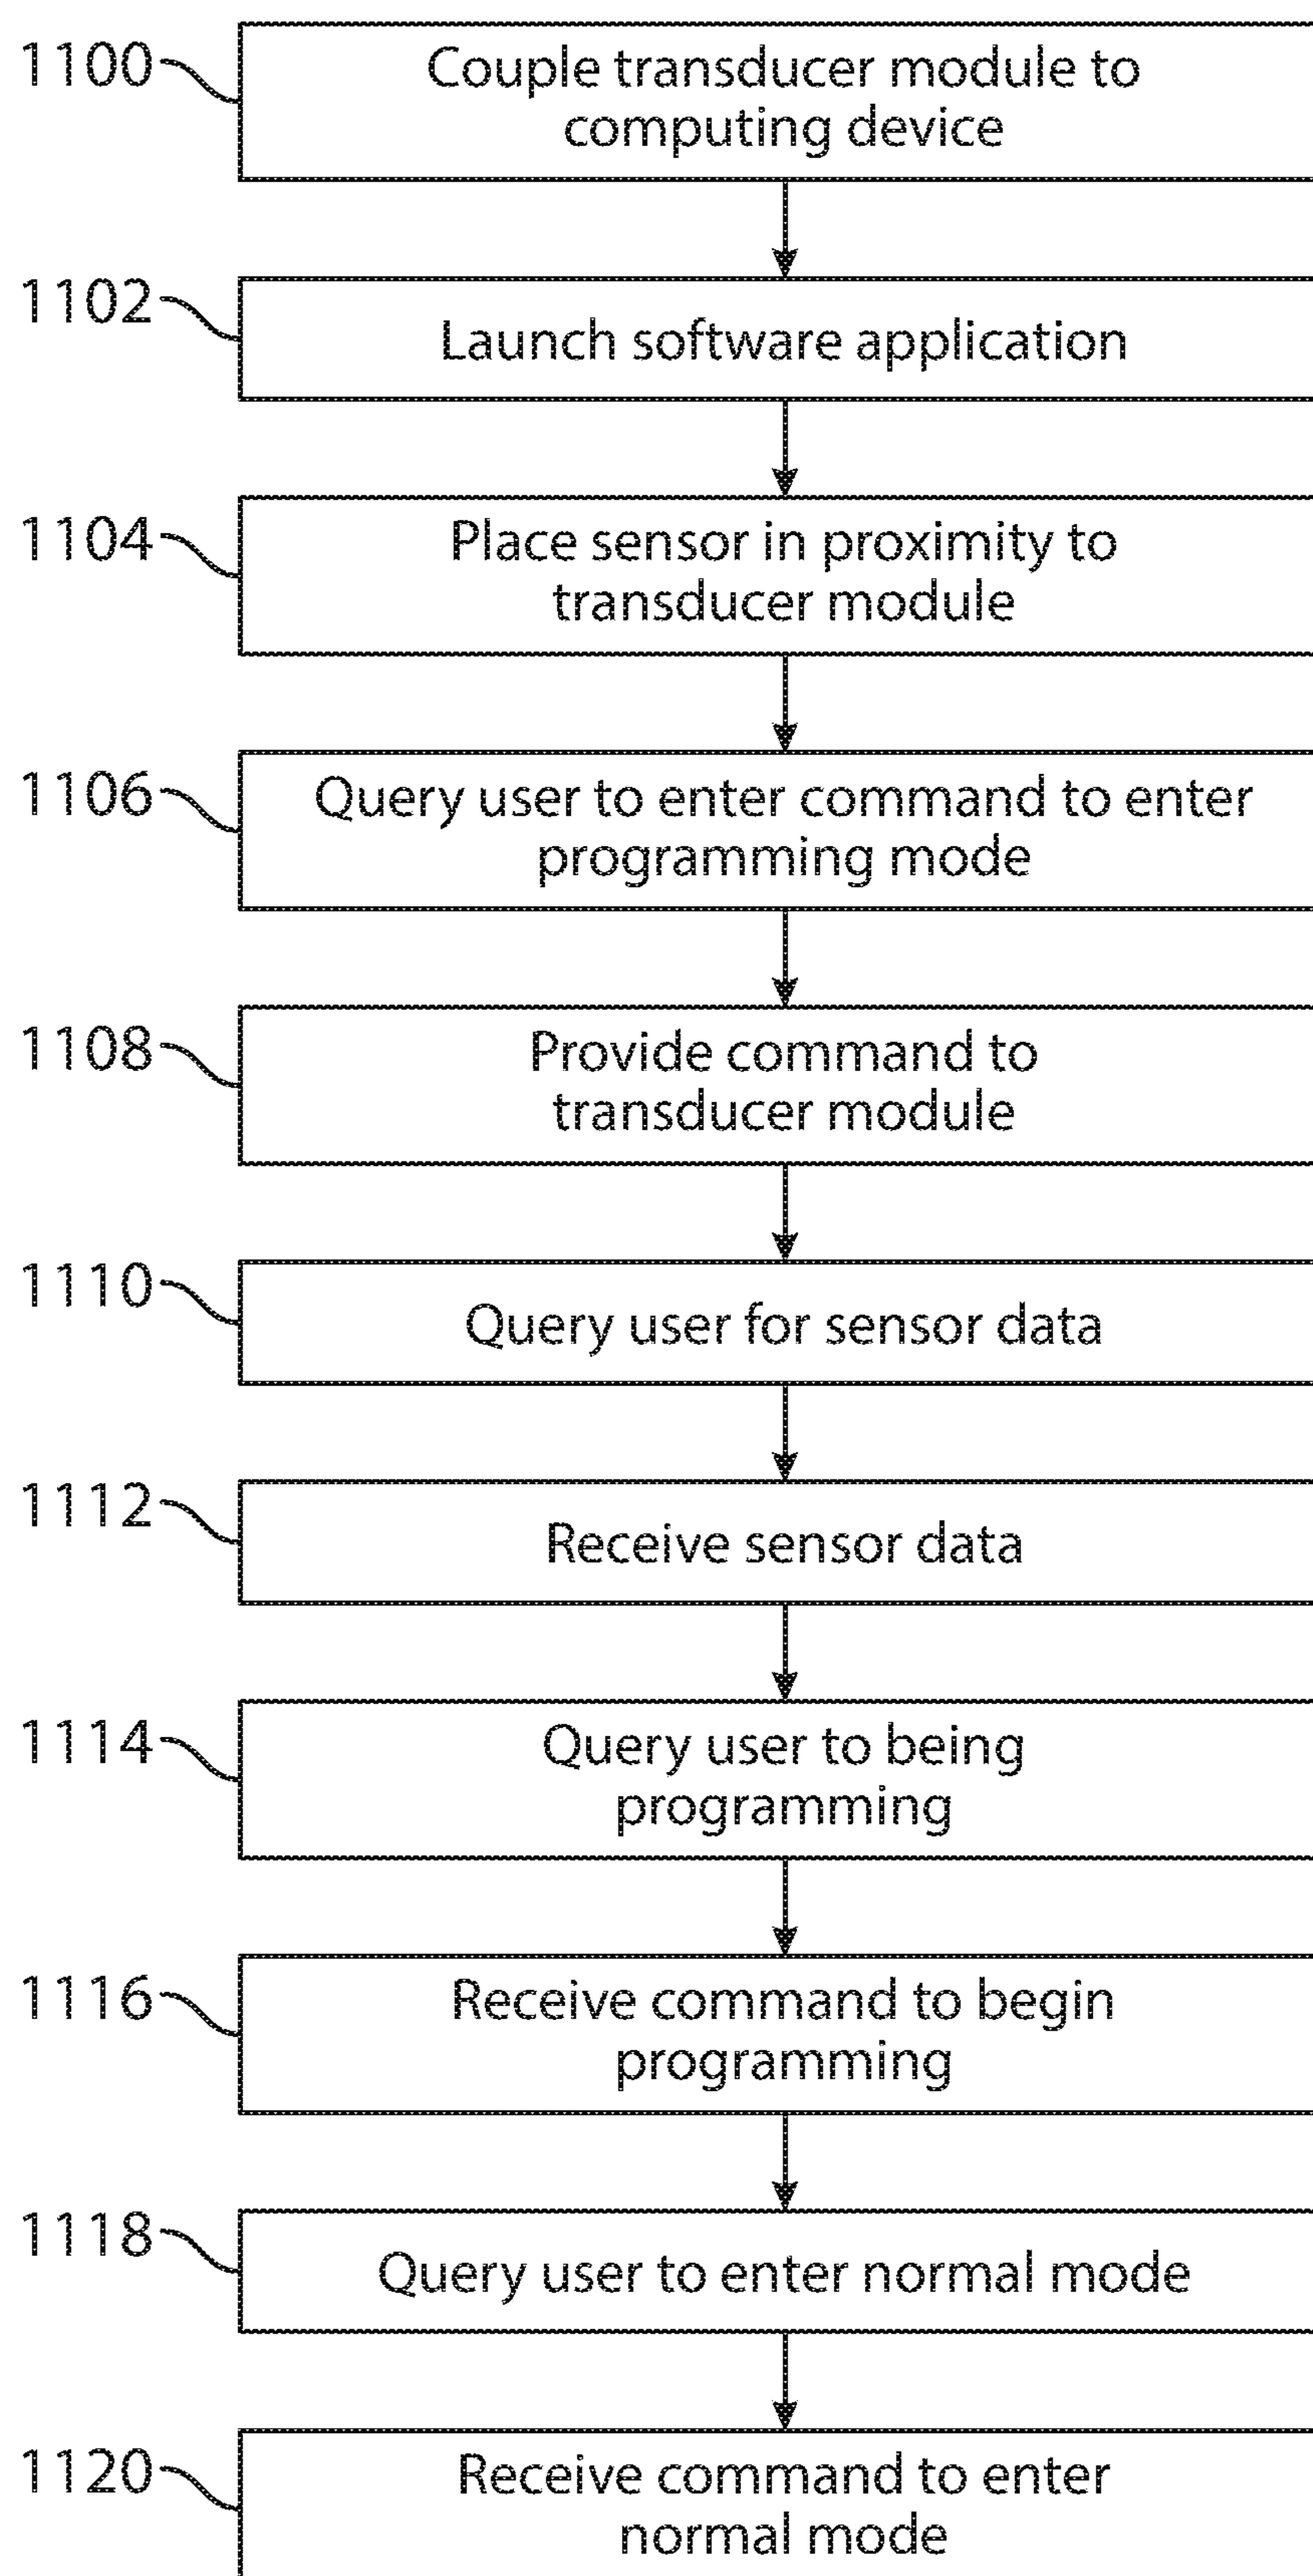 1100
Couple transducer module to
computing device
1102
Launch software application
1104
Place sensor in proximity to
transducer module
1106
Query user to enter command to enter
programming mode
1108
Provide command to
transducer module
1110
Query user for sensor data
1112
Receive sensor data
1114
Query user to being
programming
1116
Receive command to begin
programming
1118
Query user to enter normal mode
1120
Receive command to enter
normal mode